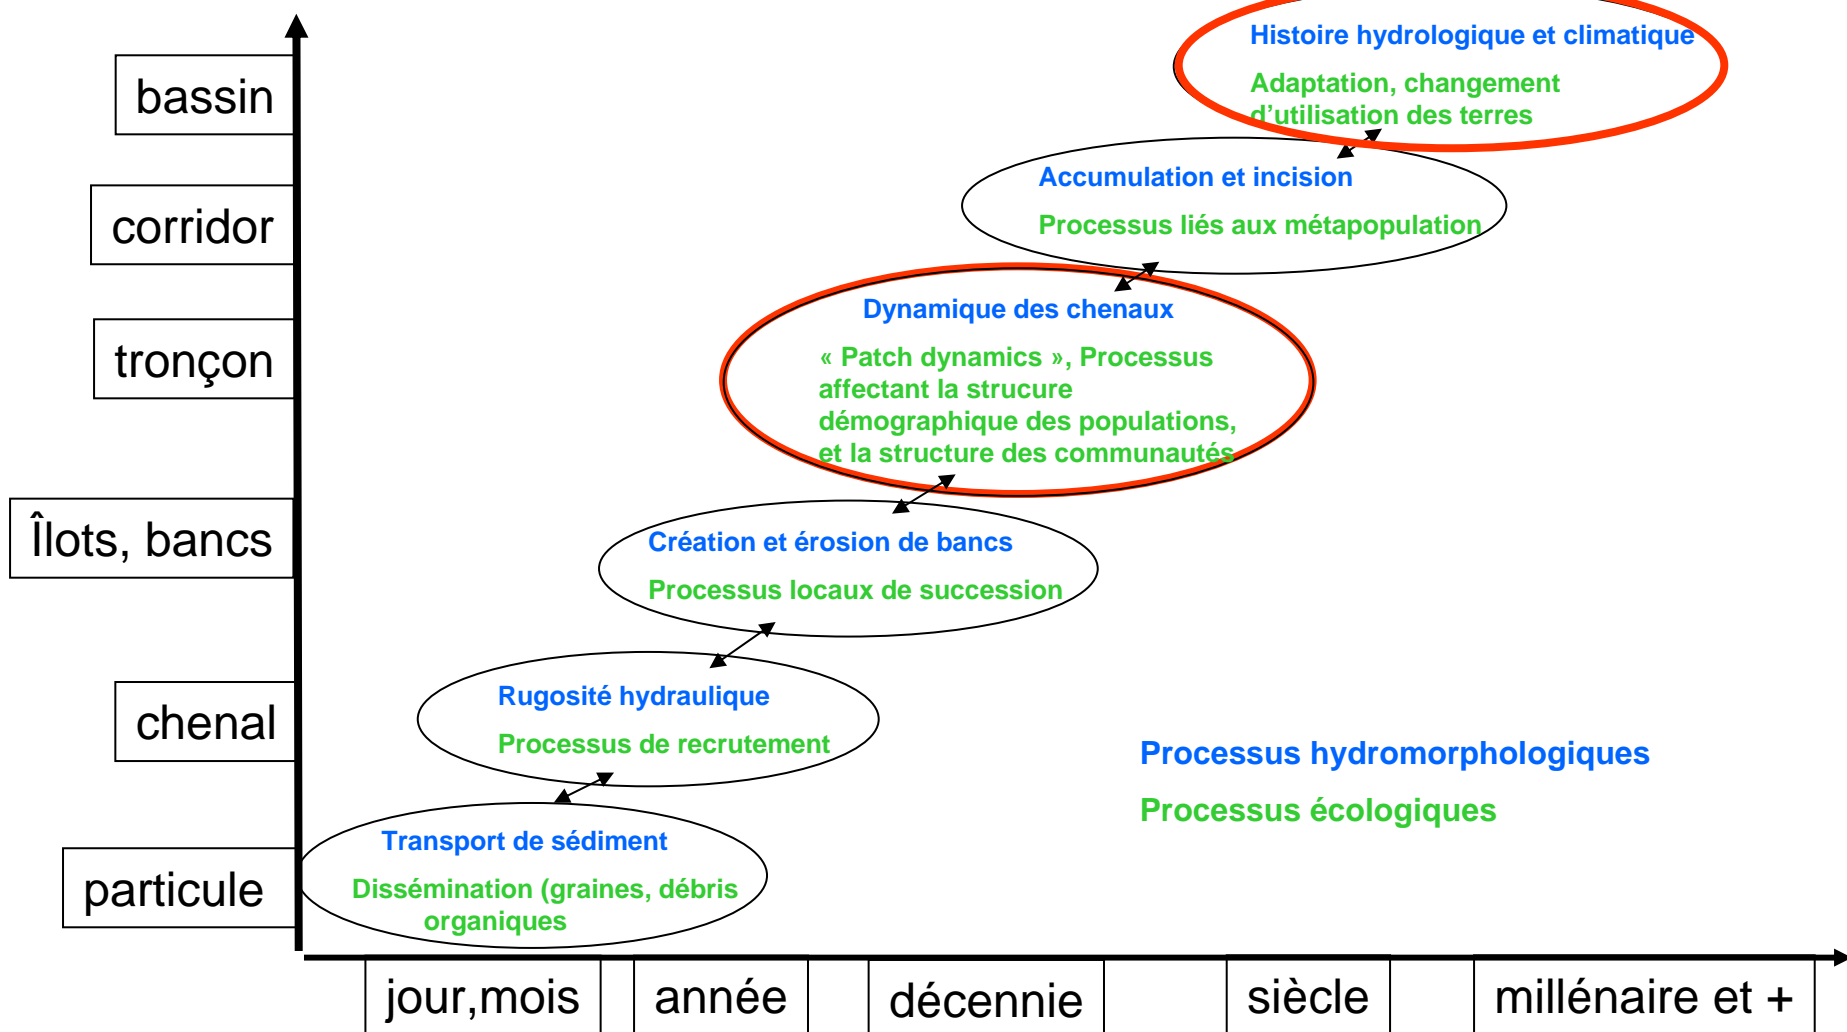 Histoire hydrologique et climatique
Adaptation, changement
d'utilisation des terres
bassin
Accumulation et incision
Processus liés aux métapopulation
corridor
Dynamique des chenaux
« Patch dynamics », Processus
affectant la strucure
démographique des populations,
et la structure des communautés
tronçon
Création et érosion de bancs
Processus locaux de succession
Îlots, bancs
Rugosité hydraulique
Processus de recrutement
chenal
Processus hydromorphologiques
Processus écologiques
Transport de sédiment
Dissémination (graines, débris
organiques
particule
jour,mois
année
décennie
siècle
millénaire et +